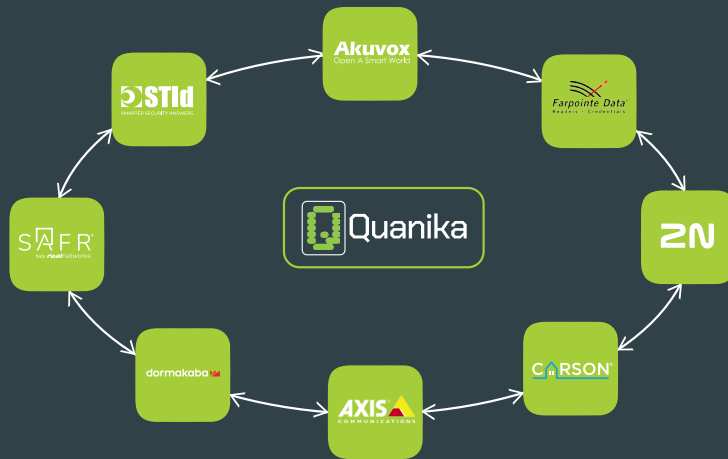 Akuvox
Open A Smart World
STid
SMARTER SECURITY ANSWERS
Farpointe Data®
Readers • Credentials
SAFR®
from realnetworks
Quanika
2N
dormakaba
CARSON®
AXIS
COMMUNICATIONS